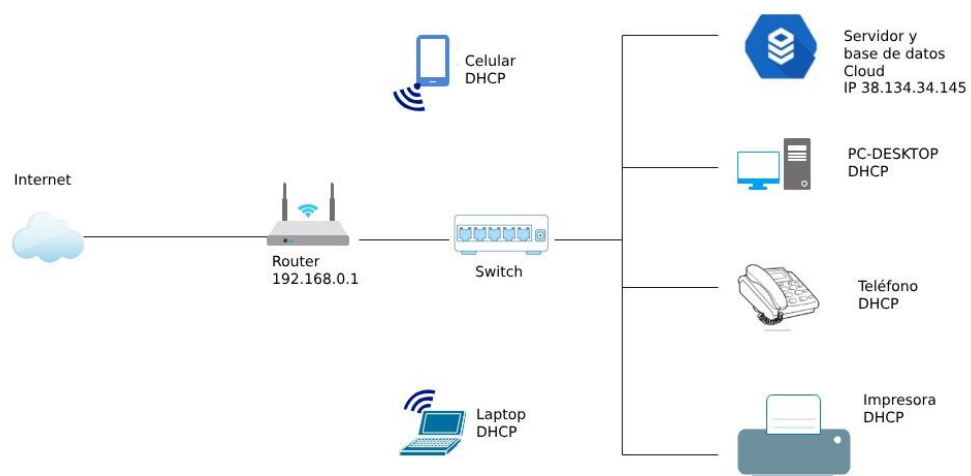 Celular
DHCP
Servidor y
base de datos
Cloud
IP 38.134.34.145
PC-DESKTOP
DHCP
Internet
Router
192.168.0.1
Switch
Teléfono
DHCP
Laptop
DHCP
Impresora
DHCP